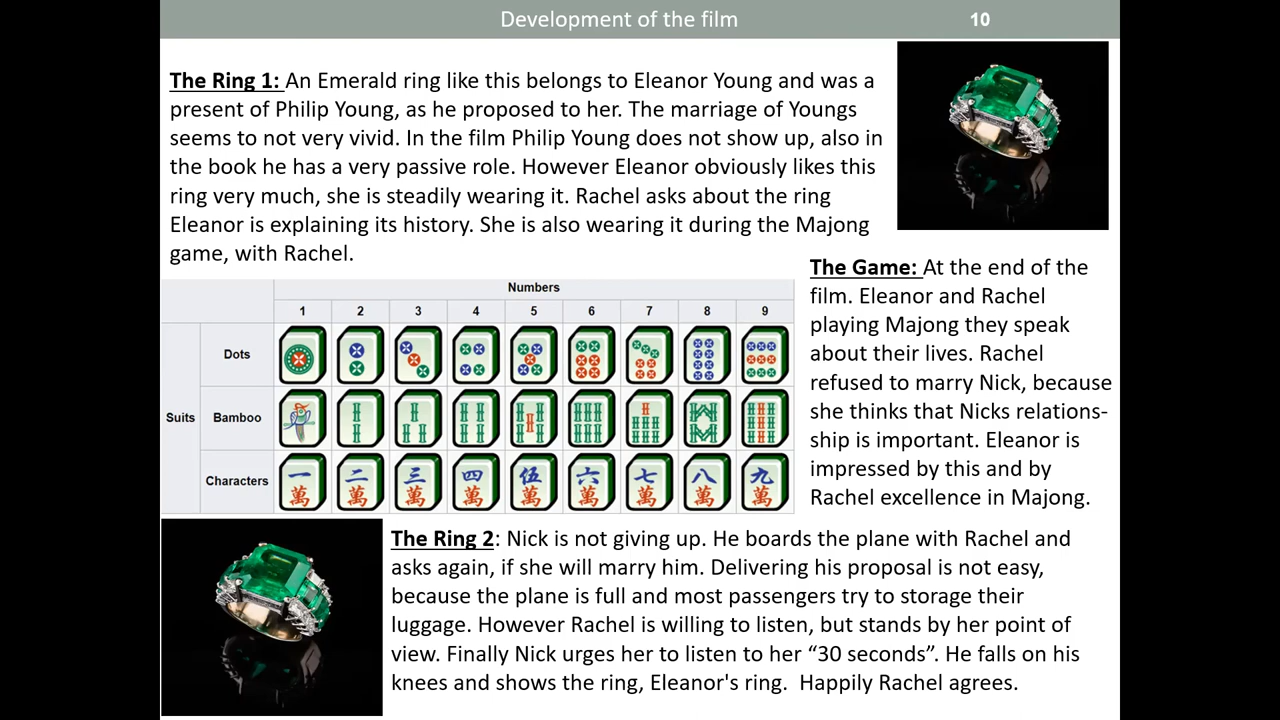 Development of the film
10
The Ring 1: An Emerald ring like this belongs to Eleanor Young and was a
present of Philip Young, as he proposed to her. The marriage of Youngs
seems to not very vivid. In the film Philip Young does not show up, also in
the book he has a very passive role. However Eleanor obviously likes this
ring very much, she is steadily wearing it. Rachel asks about the ring
Eleanor is explaining its history. She is also wearing it during the Majong
game, with Rachel.
The Game: At the end of the
film. Eleanor and Rachel
playing Majong they speak
about their lives. Rachel
refused to marry Nick, because
she thinks that Nicks relations-
ship is important. Eleanor is
impressed by this and by
Rachel excellence in Majong.
Numbers
1 2 3 4 5 6 7 8 9
Suits
Dots
Bamboo
Characters
一 二 三 四 伍 六 七 八 九
萬 萬 萬 萬 萬 萬 萬 萬 萬
The Ring 2: Nick is not giving up. He boards the plane with Rachel and
asks again, if she will marry him. Delivering his proposal is not easy,
because the plane is full and most passengers try to storage their
luggage. However Rachel is willing to listen, but stands by her point of
view. Finally Nick urges her to listen to her “30 seconds”. He falls on his
knees and shows the ring, Eleanor's ring. Happily Rachel agrees.